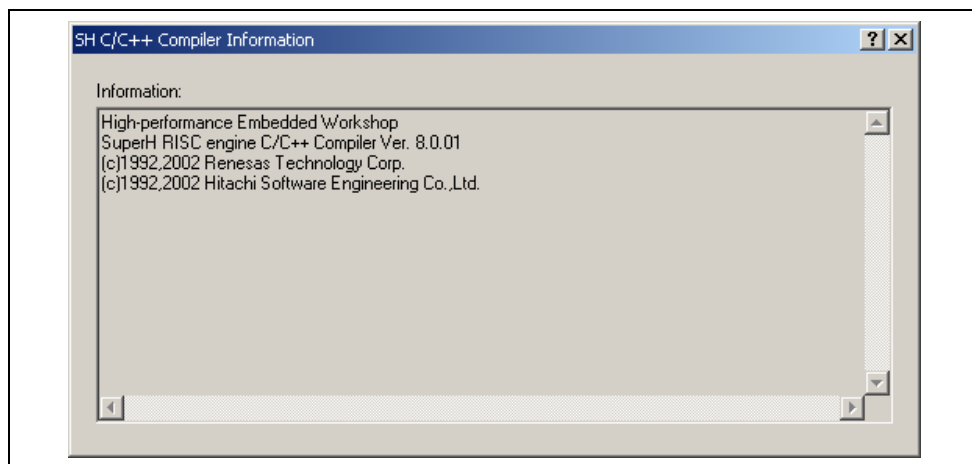 SH C/C++ Compiler Information
Information:
High-performance Embedded Workshop
SuperH RISC engine C/C++ Compiler Ver. 8.0.01
(c)1992,2002 Renesas Technology Corp.
(c)1992,2002 Hitachi Software Engineering Co.,Ltd.